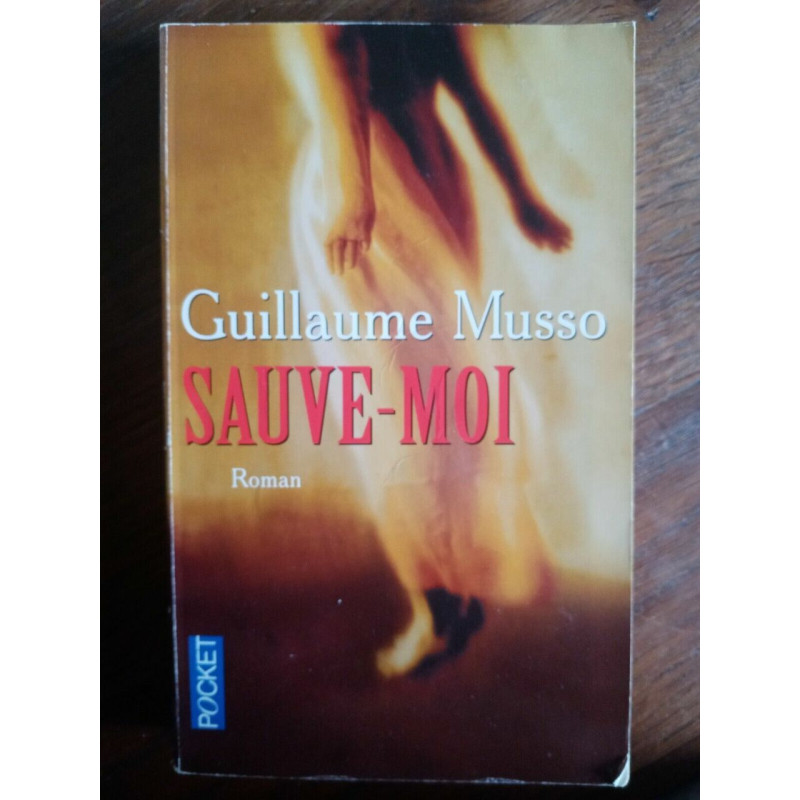 Guillaume Musso
SAUVE-MOI
Roman
POCKET